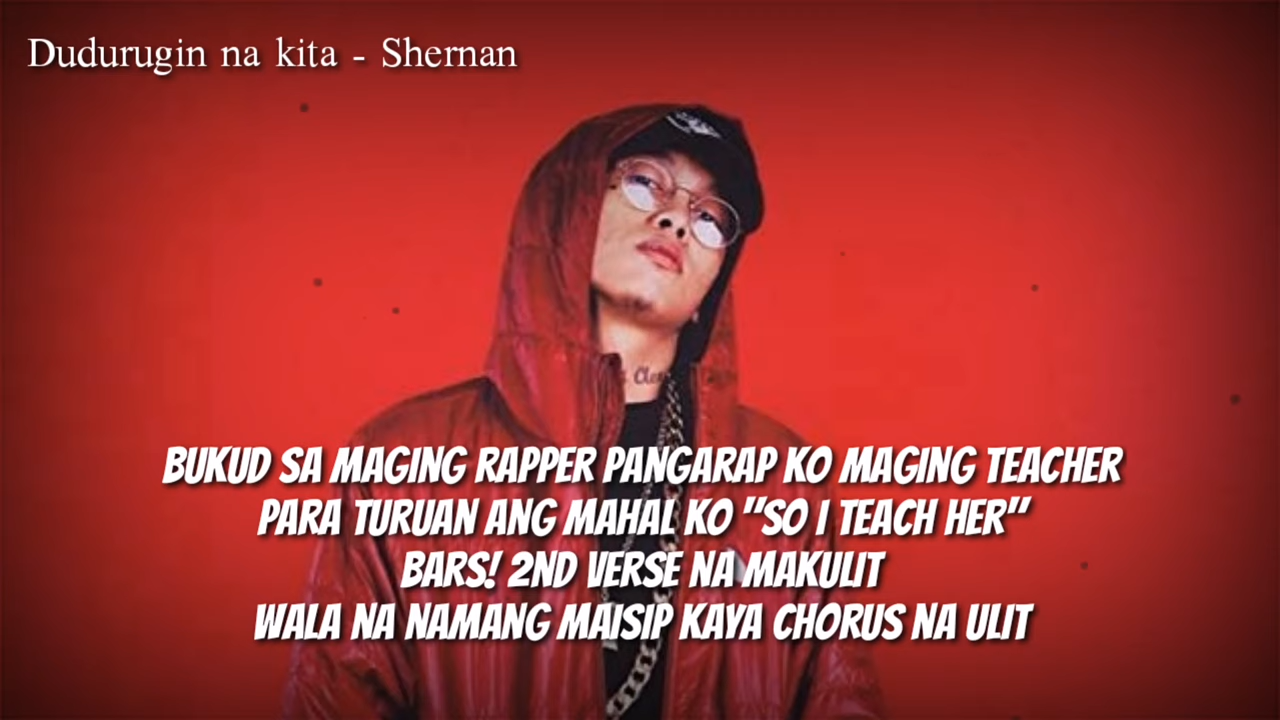 Dudurugin na kita - Shernan
BUKUD SA MAGING RAPPER PANGARAP KO MAGING TEACHER
PARA TURUAN ANG MAHAL KO "SO I TEACH HER"
BARS! 2ND VERSE NA MAKULIT
WALA NA NAMANG MAISIP KAYA CHORUS NA ULIT